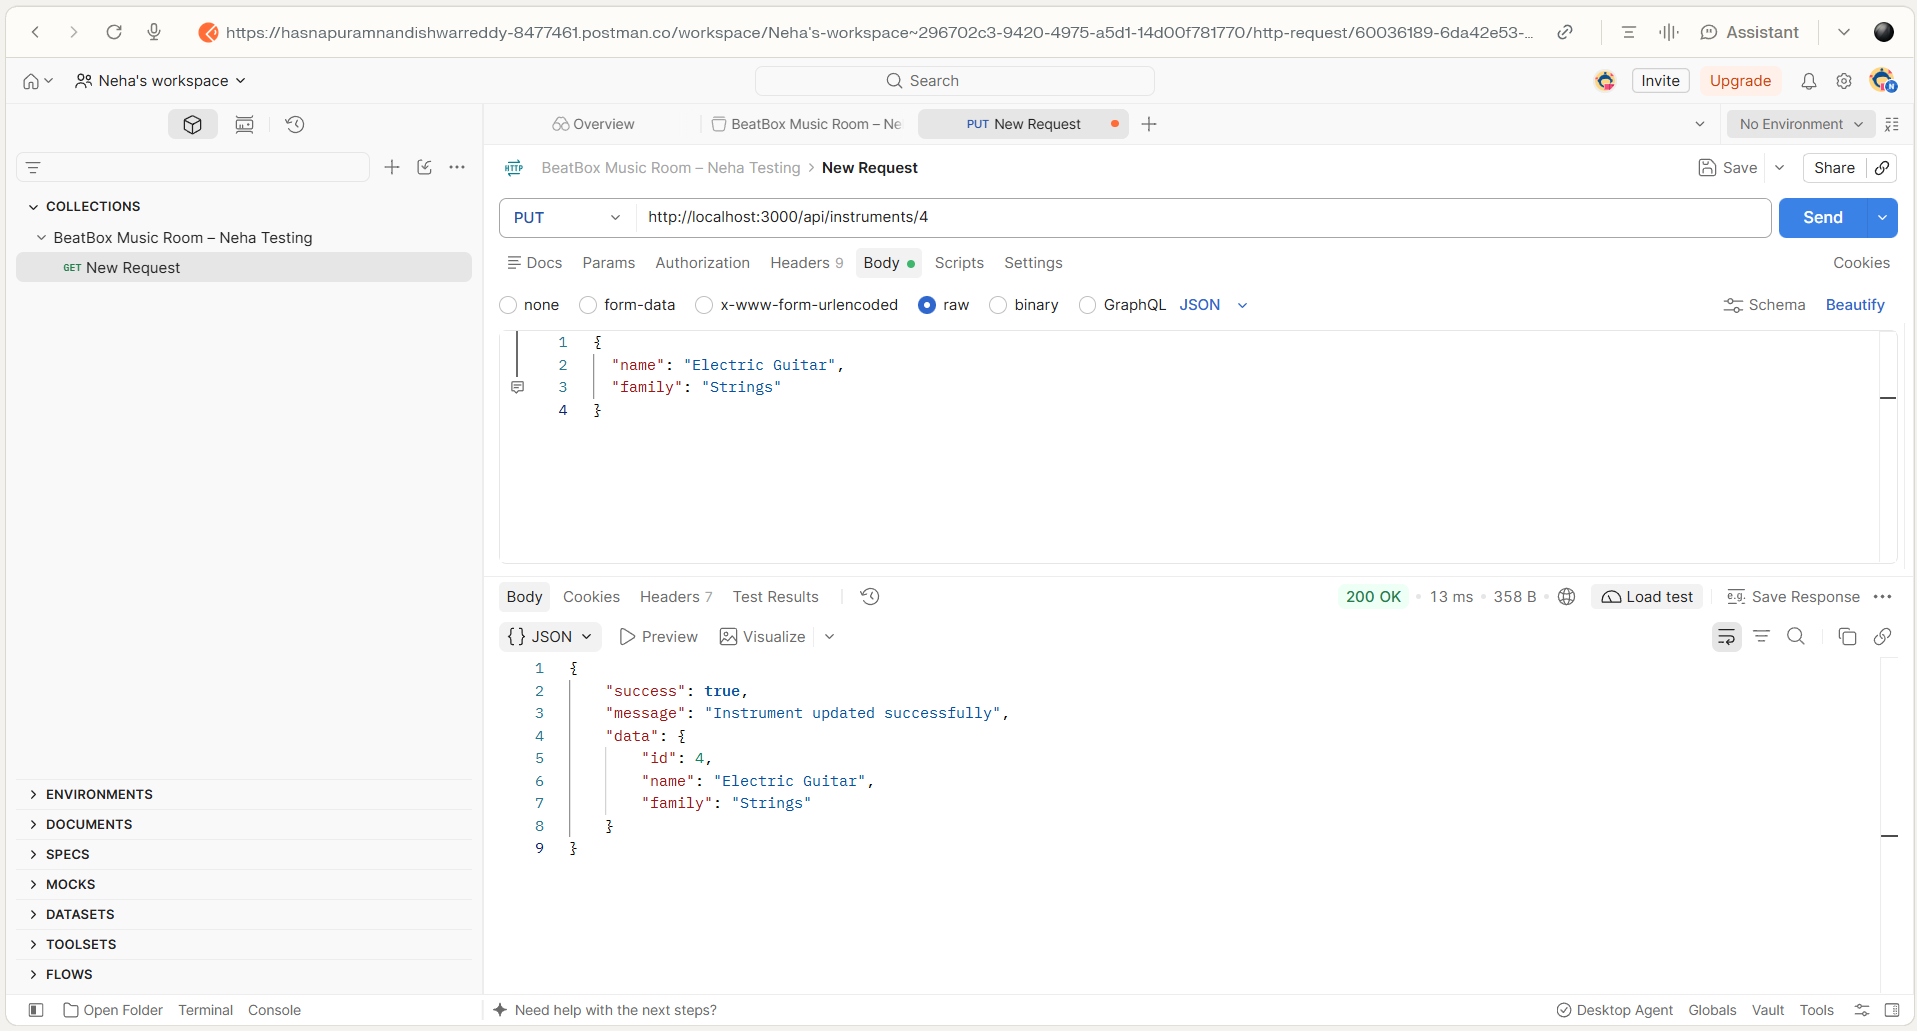 https://hasnapuramnandishwarreddy-8477461.postman.co/workspace/Neha's-workspace~296702c3-9420-4975-a5d1-14d00f781770/http-request/60036189-6da42e53-...
Assistant
Neha's workspace
Search
Invite
Upgrade
Overview
BeatBox Music Room – Ne
PUT New Request
No Environment
BeatBox Music Room – Neha Testing > New Request
Save
Share
COLLECTIONS
BeatBox Music Room – Neha Testing
GET New Request
PUT
http://localhost:3000/api/instruments/4
Send
Docs
Params
Authorization
Headers 9
Body
Scripts
Settings
Cookies
none
form-data
x-www-form-urlencoded
raw
binary
GraphQL
JSON
Schema
Beautify
1 {
2 "name": "Electric Guitar",
3 "family": "Strings"
4 }
Body
Cookies
Headers 7
Test Results
200 OK
13 ms
358 B
Load test
e.g. Save Response
{} JSON
Preview
Visualize
1 {
2 "success": true,
3 "message": "Instrument updated successfully",
4 "data": {
5 "id": 4,
6 "name": "Electric Guitar",
7 "family": "Strings"
8 }
9 }
ENVIRONMENTS
DOCUMENTS
SPECS
MOCKS
DATASETS
TOOLSETS
FLOWS
Open Folder
Terminal
Console
Need help with the next steps?
Desktop Agent
Globals
Vault
Tools